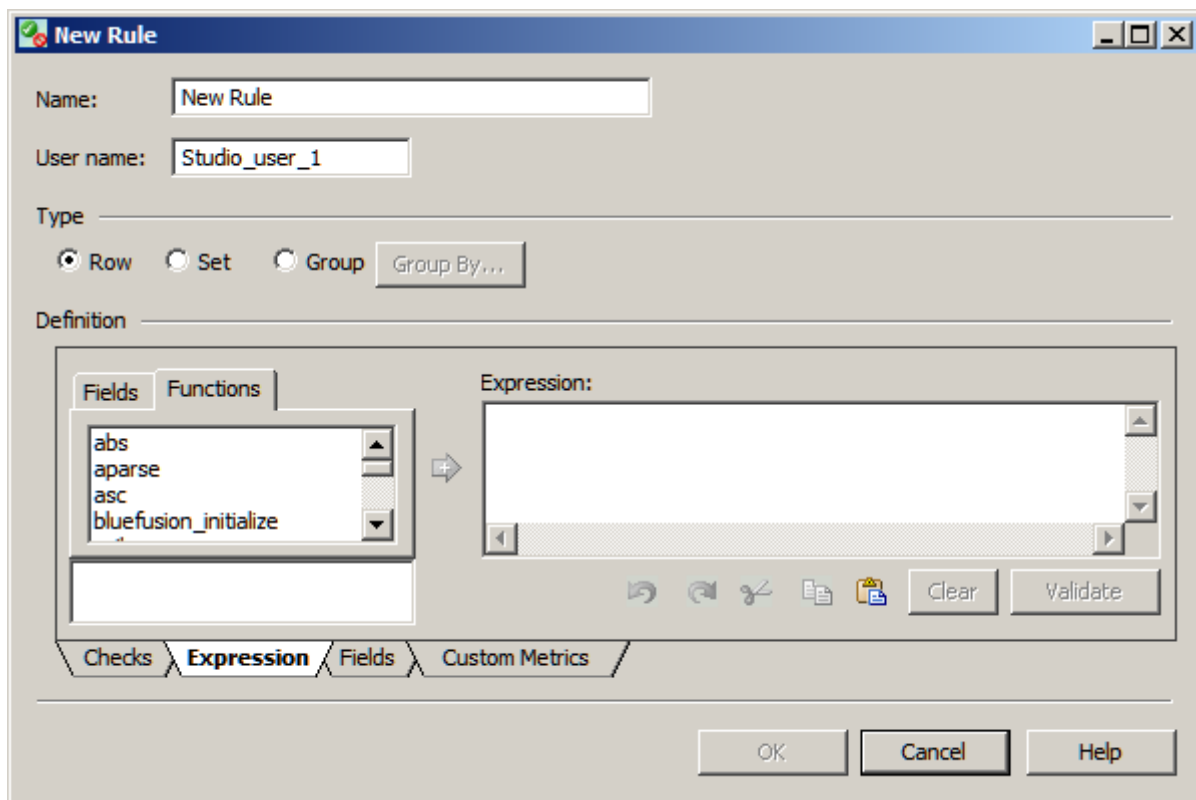 New Rule
Name: New Rule
User name: Studio_user_1
Type
Row Set Group Group By...
Definition
Fields Functions
Expression:
abs
aparse
asc
bluefusion_initialize
Clear Validate
Checks Expression Fields Custom Metrics
OK Cancel Help